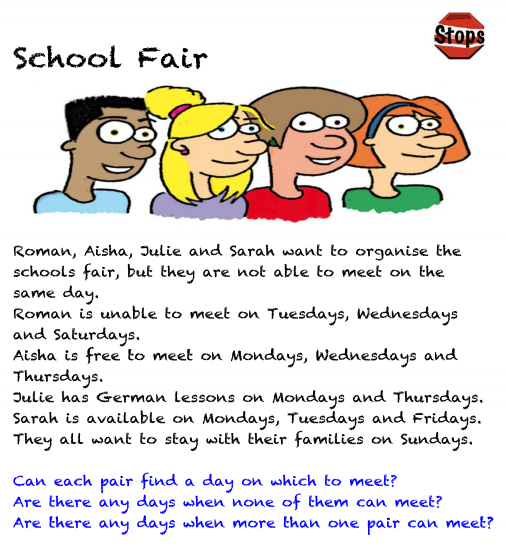 Stops
School Fair
Roman, Aisha, Julie and Sarah want to organise the
schools fair, but they are not able to meet on the
same day.
Roman is unable to meet on Tuesdays, Wednesdays
and Saturdays.
Aisha is free to meet on Mondays, Wednesdays and
Thursdays.
Julie has German lessons on Mondays and Thursdays.
Sarah is available on Mondays, Tuesdays and Fridays.
They all want to stay with their families on Sundays.
Can each pair find a day on which to meet?
Are there any days when none of them can meet?
Are there any days when more than one pair can meet?